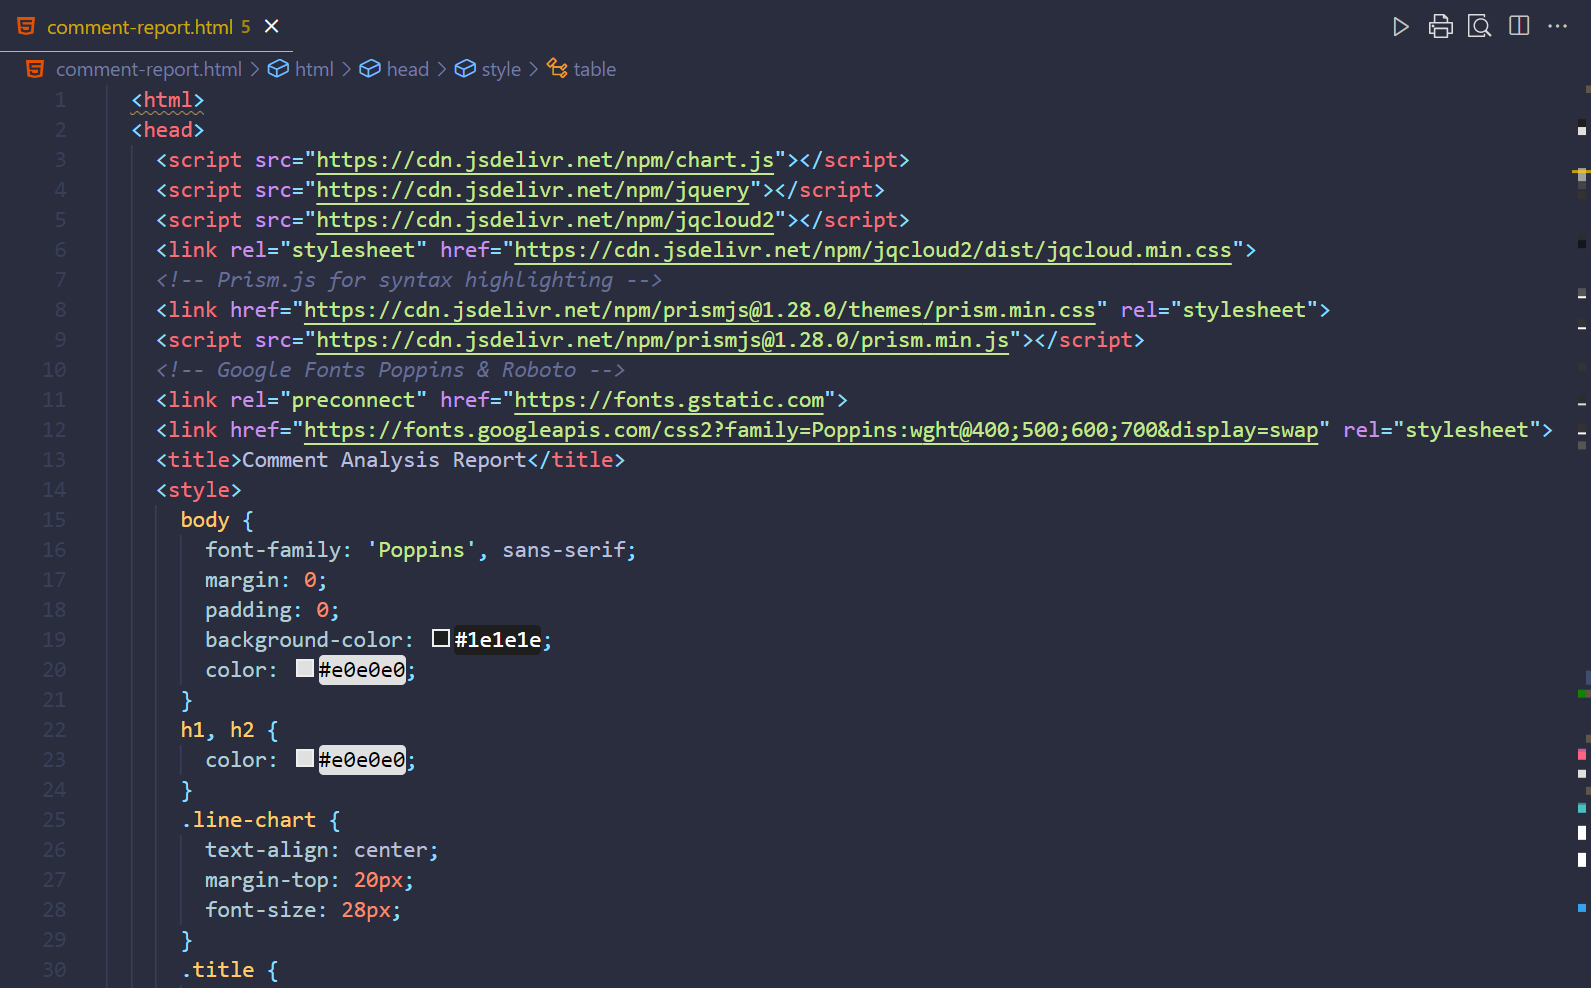 comment-report.html 5
comment-report.html > html > head > style > table
1 <html>
2 <head>
3 <script src="https://cdn.jsdelivr.net/npm/chart.js"></script>
4 <script src="https://cdn.jsdelivr.net/npm/jquery"></script>
5 <script src="https://cdn.jsdelivr.net/npm/jqcloud2"></script>
6 <link rel="stylesheet" href="https://cdn.jsdelivr.net/npm/jqcloud2/dist/jqcloud.min.css">
7 <!-- Prism.js for syntax highlighting -->
8 <link href="https://cdn.jsdelivr.net/npm/prismjs@1.28.0/themes/prism.min.css" rel="stylesheet">
9 <script src="https://cdn.jsdelivr.net/npm/prismjs@1.28.0/prism.min.js"></script>
10 <!-- Google Fonts Poppins & Roboto -->
11 <link rel="preconnect" href="https://fonts.gstatic.com">
12 <link href="https://fonts.googleapis.com/css2?family=Poppins:wght@400;500;600;700&display=swap" rel="stylesheet">
13 <title>Comment Analysis Report</title>
14 <style>
15 body {
16 font-family: 'Poppins', sans-serif;
17 margin: 0;
18 padding: 0;
19 background-color: #1e1e1e;
20 color: #e0e0e0;
21 }
22 h1, h2 {
23 color: #e0e0e0;
24 }
25 .line-chart {
26 text-align: center;
27 margin-top: 20px;
28 font-size: 28px;
29 }
30 .title {